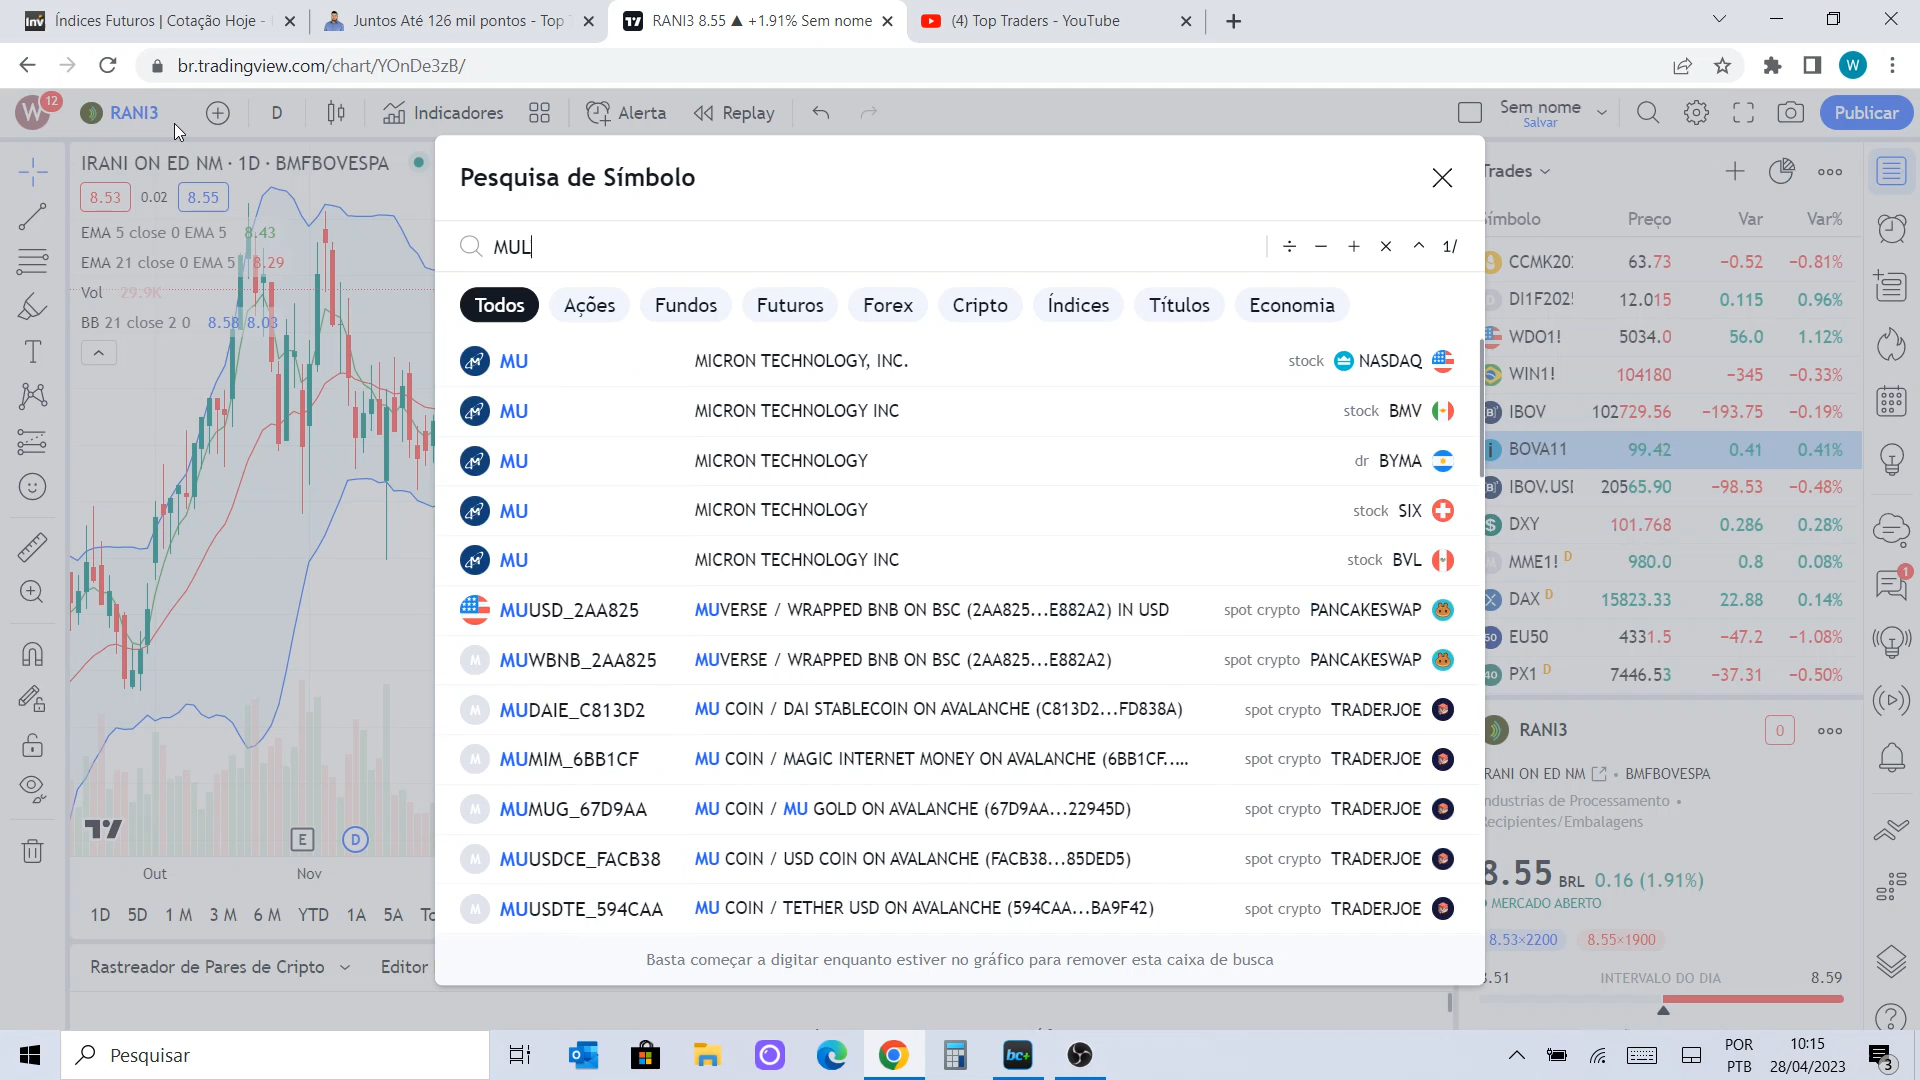 Índices Futuros | Cotação Hoje -
Juntos Até 126 mil pontos - Top
RANI3 8.55 ▲ +1.91% Sem nome
(4) Top Traders - YouTube
br.tradingview.com/chart/YOnDe3zB/
W
W 12
RANI3
D
Indicadores
Alerta
Replay
Sem nome
Salvar
Publicar
IRANI ON ED NM · 1D · BMFBOVESPA
8.53 0.02 8.55
EMA 5 close 0 EMA 5 8.43
EMA 21 close 0 EMA 5 8.29
Vol 29.9K
BB 21 close 2 0 8.58 8.03
E D
Out Nov
1D 5D 1 M 3 M 6 M YTD 1A 5A
Rastreador de Pares de Cripto
Editor
Pesquisa de Símbolo
MUL
÷ − + × ^ 1/
Todos Ações Fundos Futuros Forex Cripto Índices Títulos Economia
MU MICRON TECHNOLOGY, INC. stock NASDAQ
MU MICRON TECHNOLOGY INC stock BMV
MU MICRON TECHNOLOGY dr BYMA
MU MICRON TECHNOLOGY stock SIX
MU MICRON TECHNOLOGY INC stock BVL
MUUSD_2AA825 MUVERSE / WRAPPED BNB ON BSC (2AA825...E882A2) IN USD spot crypto PANCAKESWAP
M MUWBNB_2AA825 MUVERSE / WRAPPED BNB ON BSC (2AA825...E882A2) spot crypto PANCAKESWAP
M MUDAIE_C813D2 MU COIN / DAI STABLECOIN ON AVALANCHE (C813D2...FD838A) spot crypto TRADERJOE
M MUMIM_6BB1CF MU COIN / MAGIC INTERNET MONEY ON AVALANCHE (6BB1CF.... spot crypto TRADERJOE
M MUMUG_67D9AA MU COIN / MU GOLD ON AVALANCHE (67D9AA...22945D) spot crypto TRADERJOE
M MUUSDCE_FACB38 MU COIN / USD COIN ON AVALANCHE (FACB38...85DED5) spot crypto TRADERJOE
M MUUSDTE_594CAA MU COIN / TETHER USD ON AVALANCHE (594CAA...BA9F42) spot crypto TRADERJOE
Basta começar a digitar enquanto estiver no gráfico para remover esta caixa de busca
Trades
ímbolo Preço Var Var%
CCMK20 63.73 −0.52 −0.81%
DI1F202 12.015 0.115 0.96%
WDO1! 5034.0 56.0 1.12%
WIN1! 104180 −345 −0.33%
IBOV 102729.56 −193.75 −0.19%
BOVA11 99.42 0.41 0.41%
IBOV.USD 20565.90 −98.53 −0.48%
DXY 101.768 0.286 0.28%
MME1! D 980.0 0.8 0.08%
DAX D 15823.33 22.88 0.14%
EU50 4331.5 −47.2 −1.08%
PX1 D 7446.53 −37.31 −0.50%
RANI3 0
RANI ON ED NM • BMFBOVESPA
ndustrias de Processamento •
Recipientes/Embalagens
8.55 BRL 0.16 (1.91%)
MERCADO ABERTO
8.53×2200 8.55×1900
8.51 INTERVALO DO DIA 8.59
1
Pesquisar
bc+
POR
PTB
10:15
28/04/2023
3